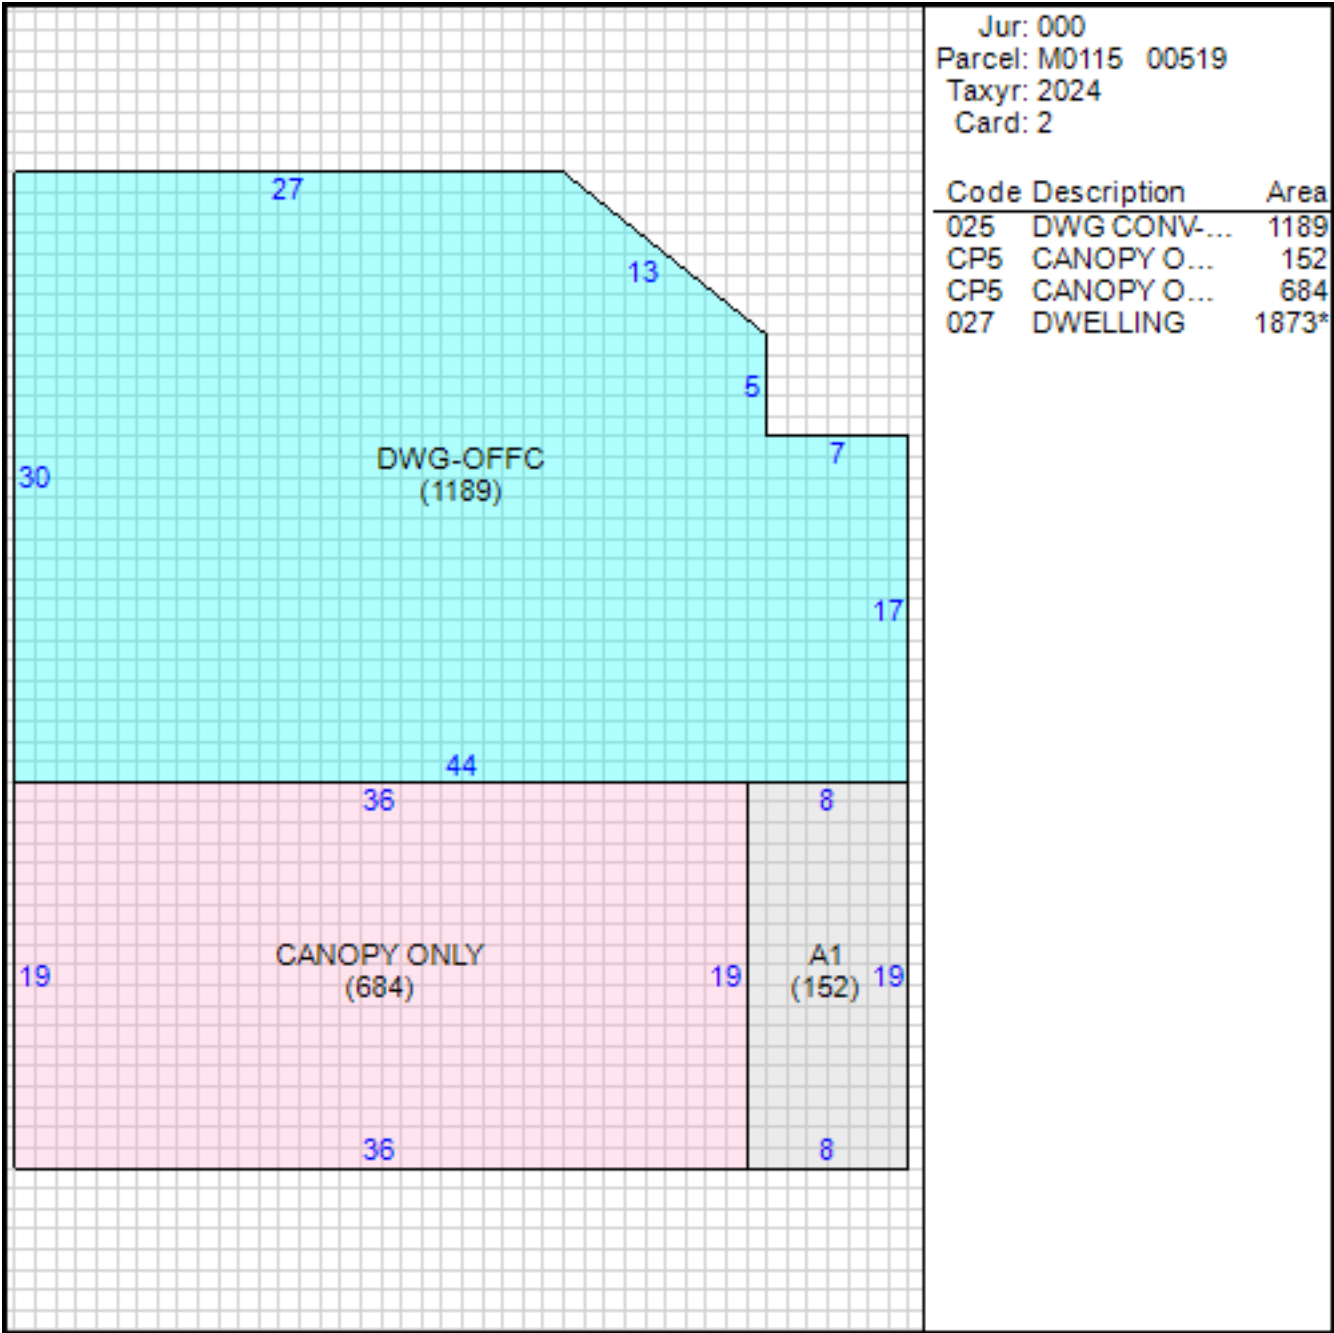 Jur: 000
Parcel: M0115 00519
Taxyr: 2024
Card: 2
Code Description Area
025 DWG CONV-... 1189
CP5 CANOPY O... 152
CP5 CANOPY O... 684
027 DWELLING 1873*
27
13
5
7
DWG-OFFC
(1189)
30
17
44
36
8
CANOPY ONLY
(684)
A1
(152)
19
19
19
36
8